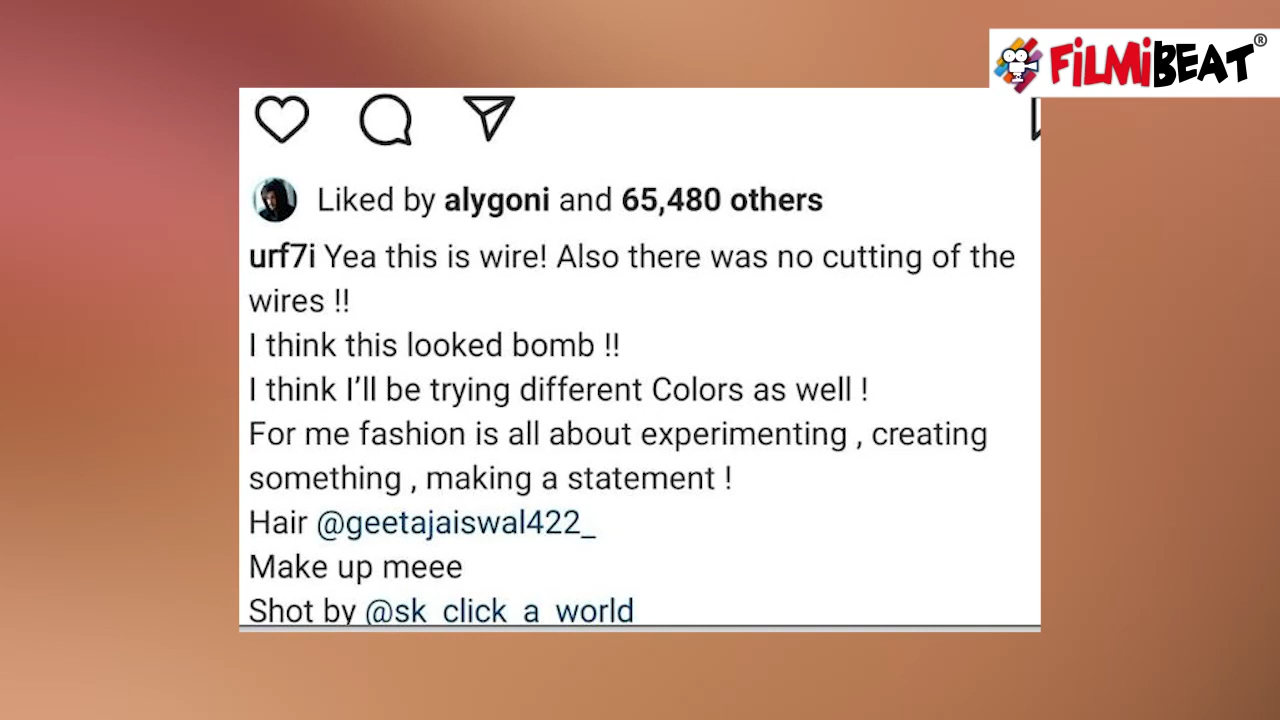 FiLMiBEAT®
Liked by alygoni and 65,480 others
urf7i Yea this is wire! Also there was no cutting of the
wires !!
I think this looked bomb !!
I think I’ll be trying different Colors as well !
For me fashion is all about experimenting , creating
something , making a statement !
Hair @geetajaiswal422_
Make up meee
Shot by @sk_click_a_world